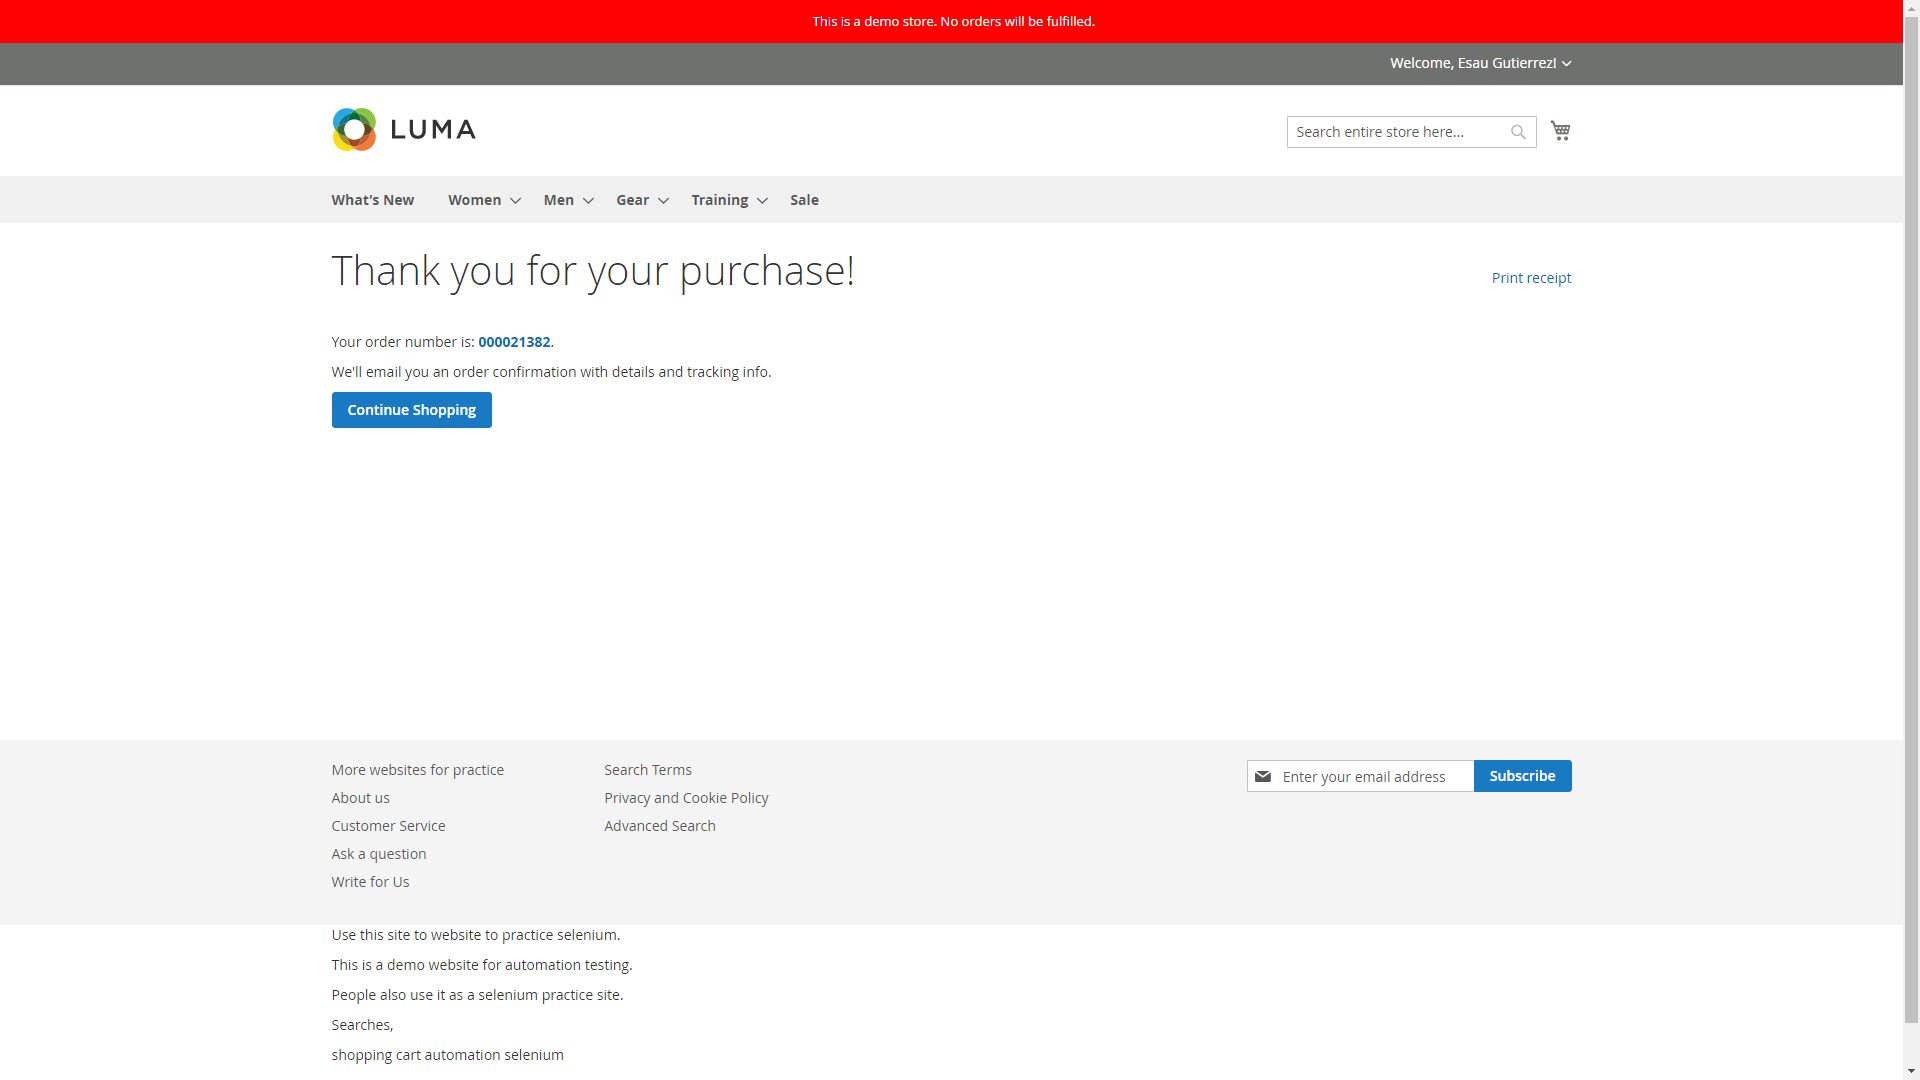 This is a demo store. No orders will be fulfilled.
Welcome, Esau Gutierrez!
LUMA
Search entire store here...
What's New Women Men Gear Training Sale
Thank you for your purchase!
Print receipt
Your order number is: 000021382.
We'll email you an order confirmation with details and tracking info.
Continue Shopping
More websites for practice
About us
Customer Service
Ask a question
Write for Us
Search Terms
Privacy and Cookie Policy
Advanced Search
Enter your email address
Subscribe
Use this site to website to practice selenium.
This is a demo website for automation testing.
People also use it as a selenium practice site.
Searches,
shopping cart automation selenium